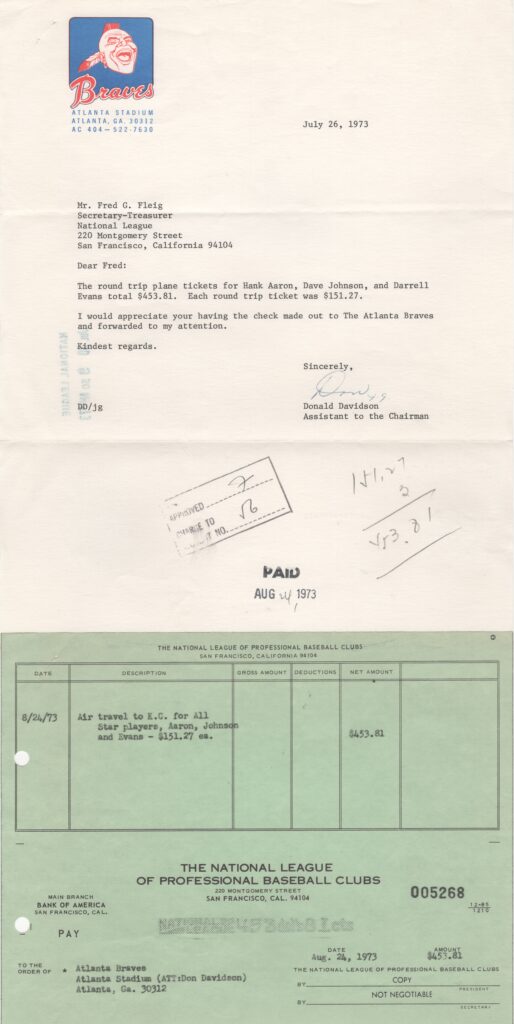 Braves
ATLANTA STADIUM
ATLANTA, GA. 30312
AC 404 — 522-7630
July 26, 1973
Mr. Fred G. Fleig
Secretary-Treasurer
National League
220 Montgomery Street
San Francisco, California 94104
Dear Fred:
The round trip plane tickets for Hank Aaron, Dave Johnson, and Darrell
Evans total $453.81. Each round trip ticket was $151.27.
I would appreciate your having the check made out to The Atlanta Braves
and forwarded to my attention.
Kindest regards.
NATIONAL LEAGUE
Sincerely,
Don
DD/jg
Donald Davidson
Assistant to the Chairman
APPROVED
CHARGE TO
NO.
151.27
3
453.81
PAID
AUG 24 1973
THE NATIONAL LEAGUE OF PROFESSIONAL BASEBALL CLUBS
SAN FRANCISCO, CALIFORNIA 94104
DATE DESCRIPTION GROSS AMOUNT DEDUCTIONS NET AMOUNT
8/24/73 Air travel to K.C. for All
Star players, Aaron, Johnson
and Evans - $151.27 ea. $453.81
THE NATIONAL LEAGUE
OF PROFESSIONAL BASEBALL CLUBS
220 MONTGOMERY STREET
SAN FRANCISCO, CAL. 94104
005268
12-85
1210
MAIN BRANCH
BANK OF AMERICA
SAN FRANCISCO, CAL.
PAY
DATE AMOUNT
Aug. 24, 1973 $453.81
TO THE
ORDER OF
* Atlanta Braves
Atlanta Stadium (ATT:Don Davidson)
Atlanta, Ga. 30312
THE NATIONAL LEAGUE OF PROFESSIONAL BASEBALL CLUBS
BY COPY
PRESIDENT
BY NOT NEGOTIABLE
SECRETARY